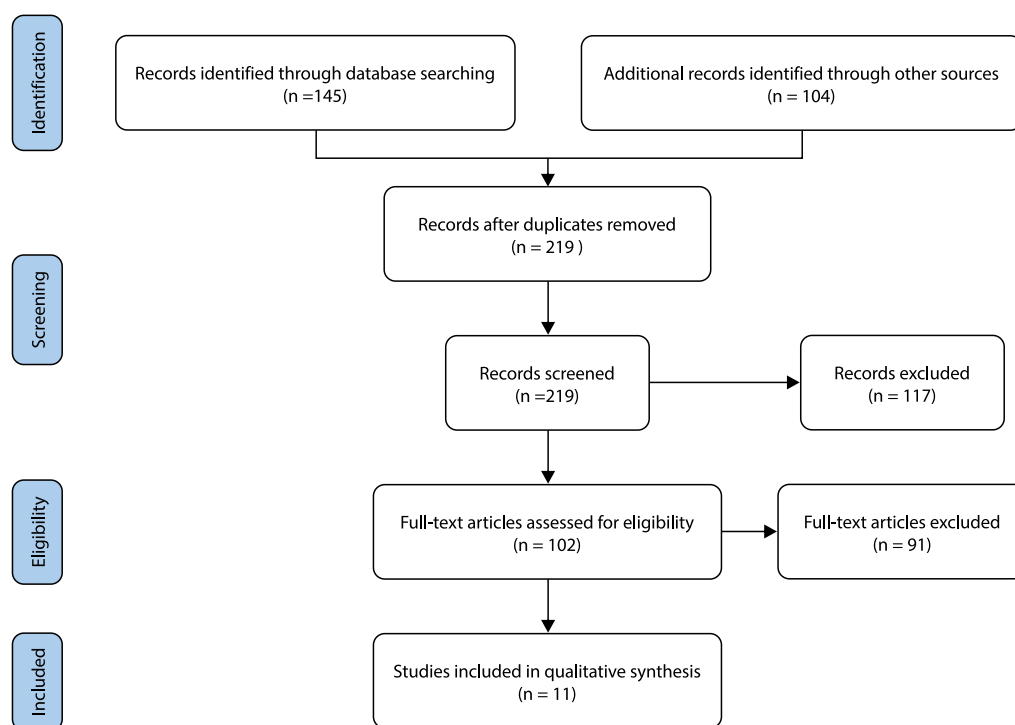 Identification
Records identified through database searching
(n =145)
Additional records identified through other sources
(n = 104)
Records after duplicates removed
(n = 219 )
Screening
Records screened
(n =219)
Records excluded
(n = 117)
Eligibility
Full-text articles assessed for eligibility
(n = 102)
Full-text articles excluded
(n = 91)
Included
Studies included in qualitative synthesis
(n = 11)